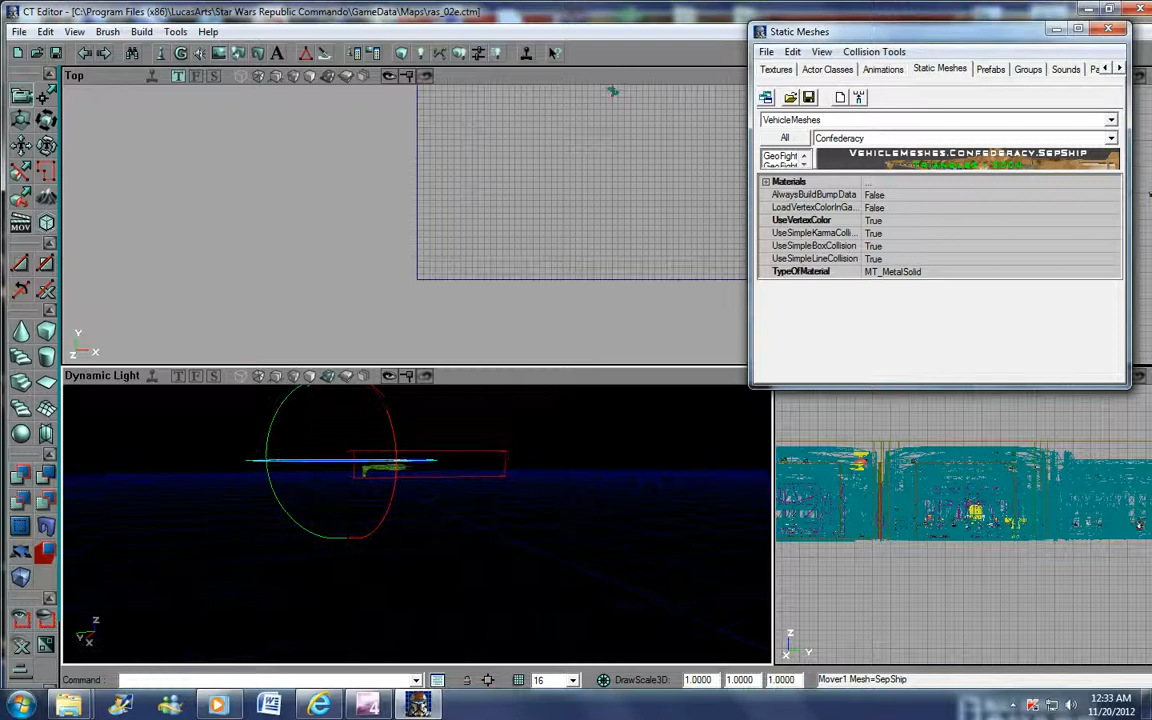 CT Editor - [C:\Program Files (x86)\LucasArts\Star Wars Republic Commando\GameData\Maps\ras_02e.ctm]
File Edit View Brush Build Tools Help
Top
Y
Z X
Static Meshes
File Edit View Collision Tools
Textures Actor Classes Animations Static Meshes Prefabs Groups Sounds
VehicleMeshes
All Confederacy
GeoFight
VEHICLEMESHES.CONFEDERACY.SEPSHIP
Materials ...
AlwaysBuildBumpData False
LoadVertexColorInGa... False
UseVertexColor True
UseSimpleKarmaColli... True
UseSimpleBoxCollision True
UseSimpleLineCollision True
TypeOfMaterial MT_MetalSolid
MOV
Dynamic Light
Z
Y X
Z
X Y
Command : 16 DrawScale3D: 1.0000 1.0000 1.0000 Mover1 Mesh=SepShip
12:33 AM
11/20/2012